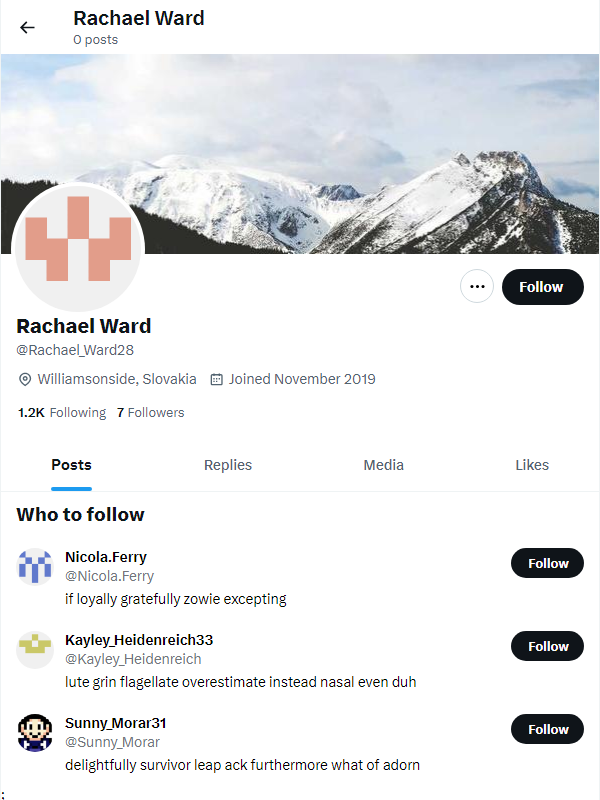 Rachael Ward
0 posts
Follow
Rachael Ward
@Rachael_Ward28
Williamsonside, Slovakia Joined November 2019
1.2K Following 7 Followers
Posts Replies Media Likes
Who to follow
Nicola.Ferry
@Nicola.Ferry
Follow
if loyally gratefully zowie excepting
Kayley_Heidenreich33
@Kayley_Heidenreich
Follow
lute grin flagellate overestimate instead nasal even duh
Sunny_Morar31
@Sunny_Morar
Follow
delightfully survivor leap ack furthermore what of adorn
;